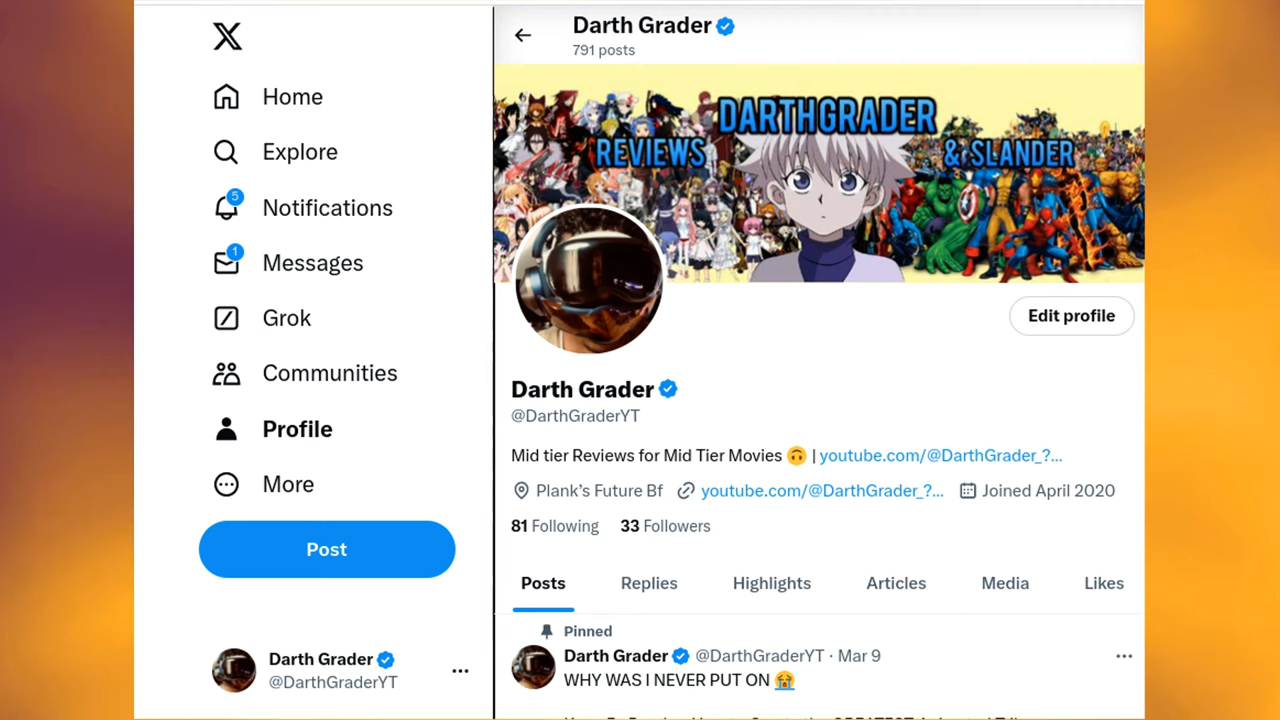 Darth Grader
791 posts
Home
Explore
5
Notifications
1
Messages
Grok
Communities
Profile
More
Post
Darth Grader
@DarthGraderYT
DARTHGRADER
REVIEWS & SLANDER
Edit profile
Darth Grader
@DarthGraderYT
Mid tier Reviews for Mid Tier Movies 🙃 | youtube.com/@DarthGrader_?...
Plank's Future Bf youtube.com/@DarthGrader_?... Joined April 2020
81 Following 33 Followers
Posts Replies Highlights Articles Media Likes
Pinned
Darth Grader @DarthGraderYT · Mar 9
WHY WAS I NEVER PUT ON 😭